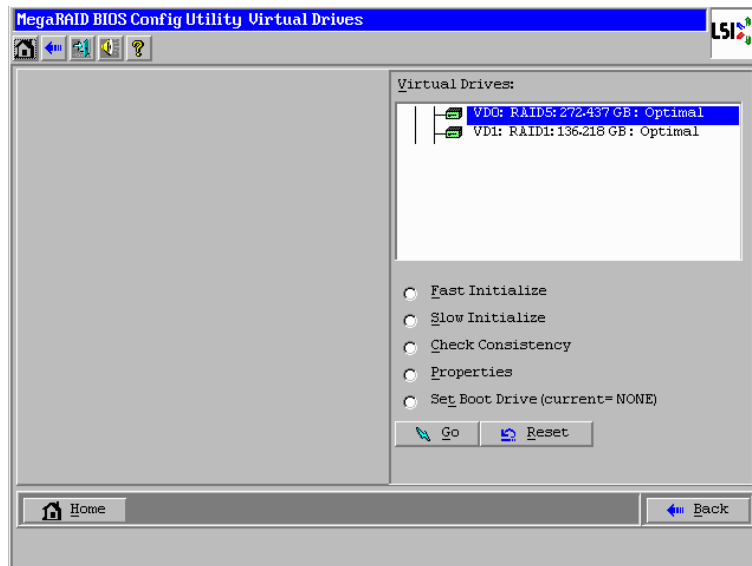 MegaRAID BIOS Config Utility Virtual Drives
LSI
Virtual Drives:
VD0: RAID5: 272.437 GB: Optimal
VD1: RAID1: 136.218 GB: Optimal
Fast Initialize
Slow Initialize
Check Consistency
Properties
Set Boot Drive (current= NONE)
Go
Reset
Home
Back